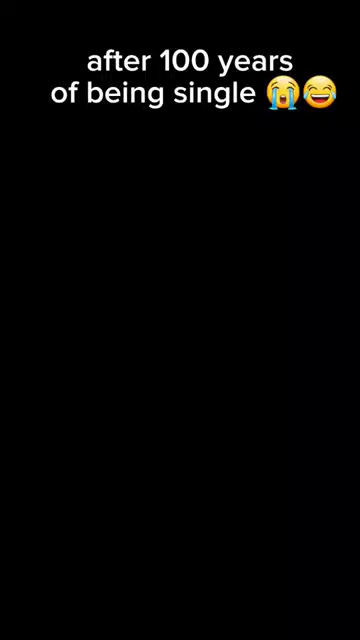 after 100 years
of being single 😭😂